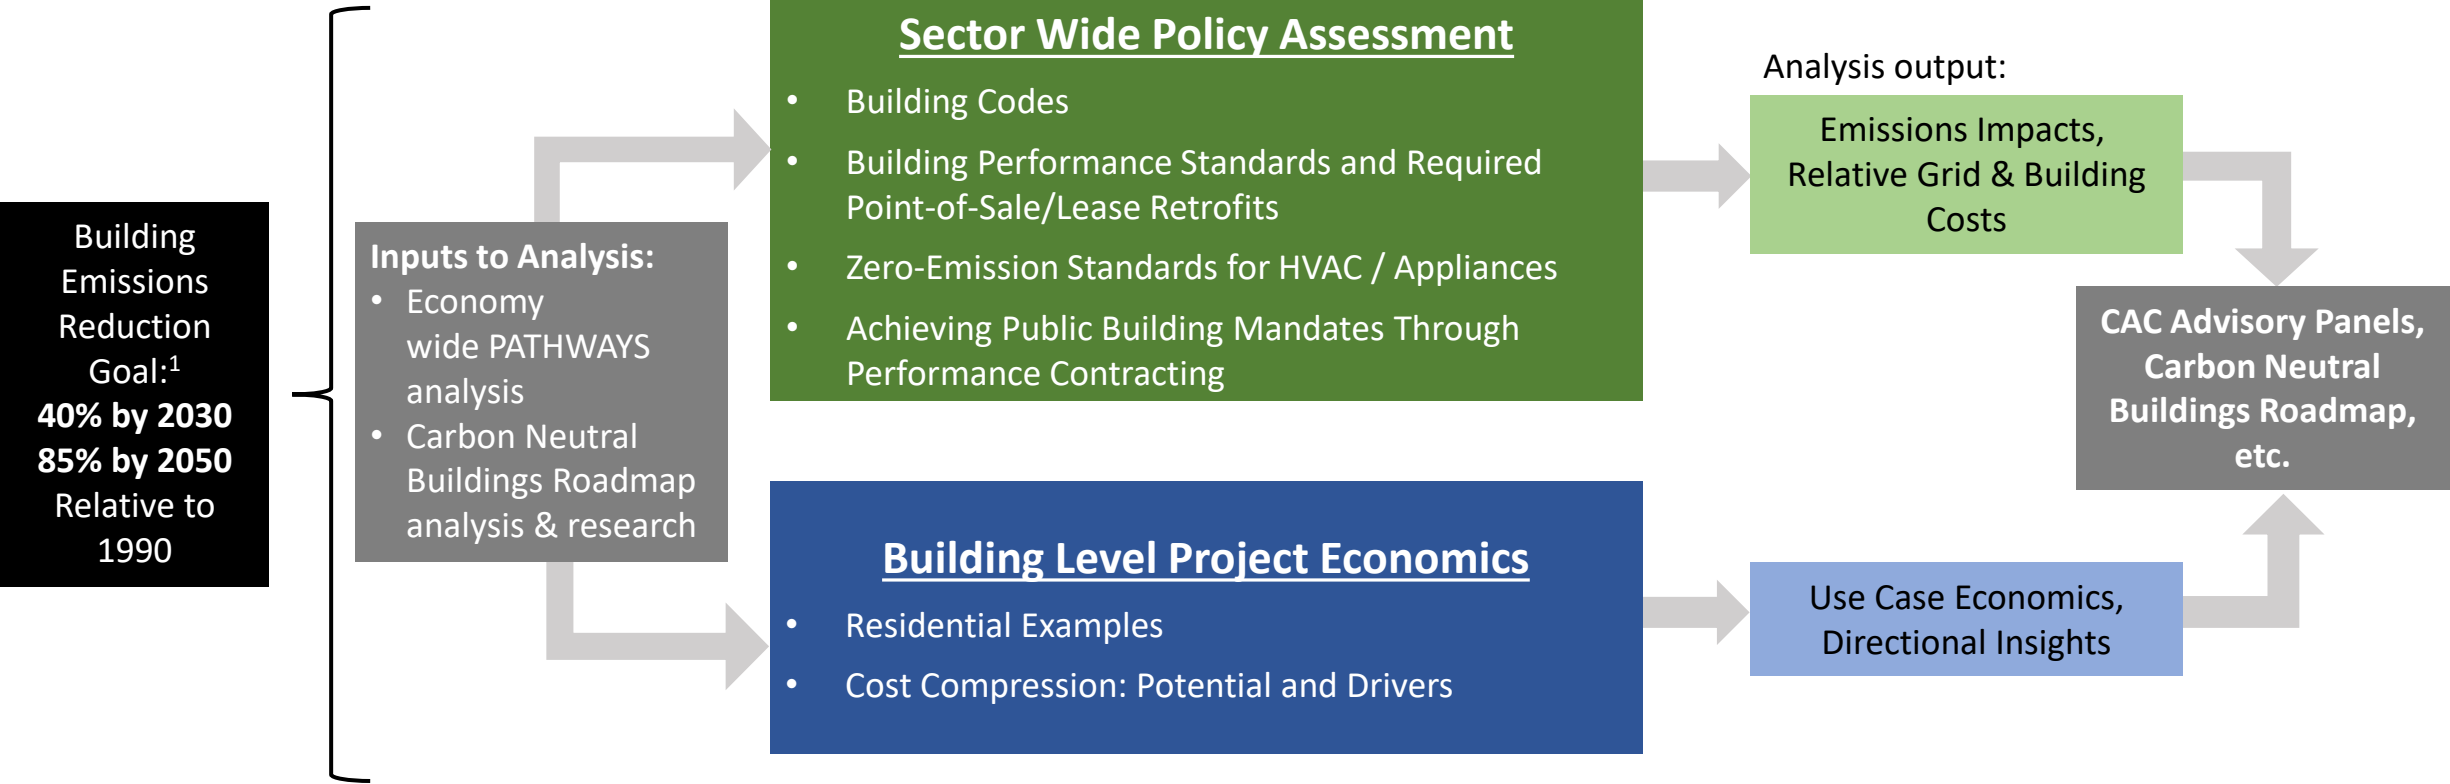 Building
Emissions
Reduction
Goal:1
40% by 2030
85% by 2050
Relative to
1990
Inputs to Analysis:
• Economy
wide PATHWAYS
analysis
• Carbon Neutral
Buildings Roadmap
analysis & research
Sector Wide Policy Assessment
• Building Codes
• Building Performance Standards and Required
Point-of-Sale/Lease Retrofits
• Zero-Emission Standards for HVAC / Appliances
• Achieving Public Building Mandates Through
Performance Contracting
Building Level Project Economics
• Residential Examples
• Cost Compression: Potential and Drivers
Analysis output:
Emissions Impacts,
Relative Grid & Building
Costs
Use Case Economics,
Directional Insights
CAC Advisory Panels,
Carbon Neutral
Buildings Roadmap,
etc.